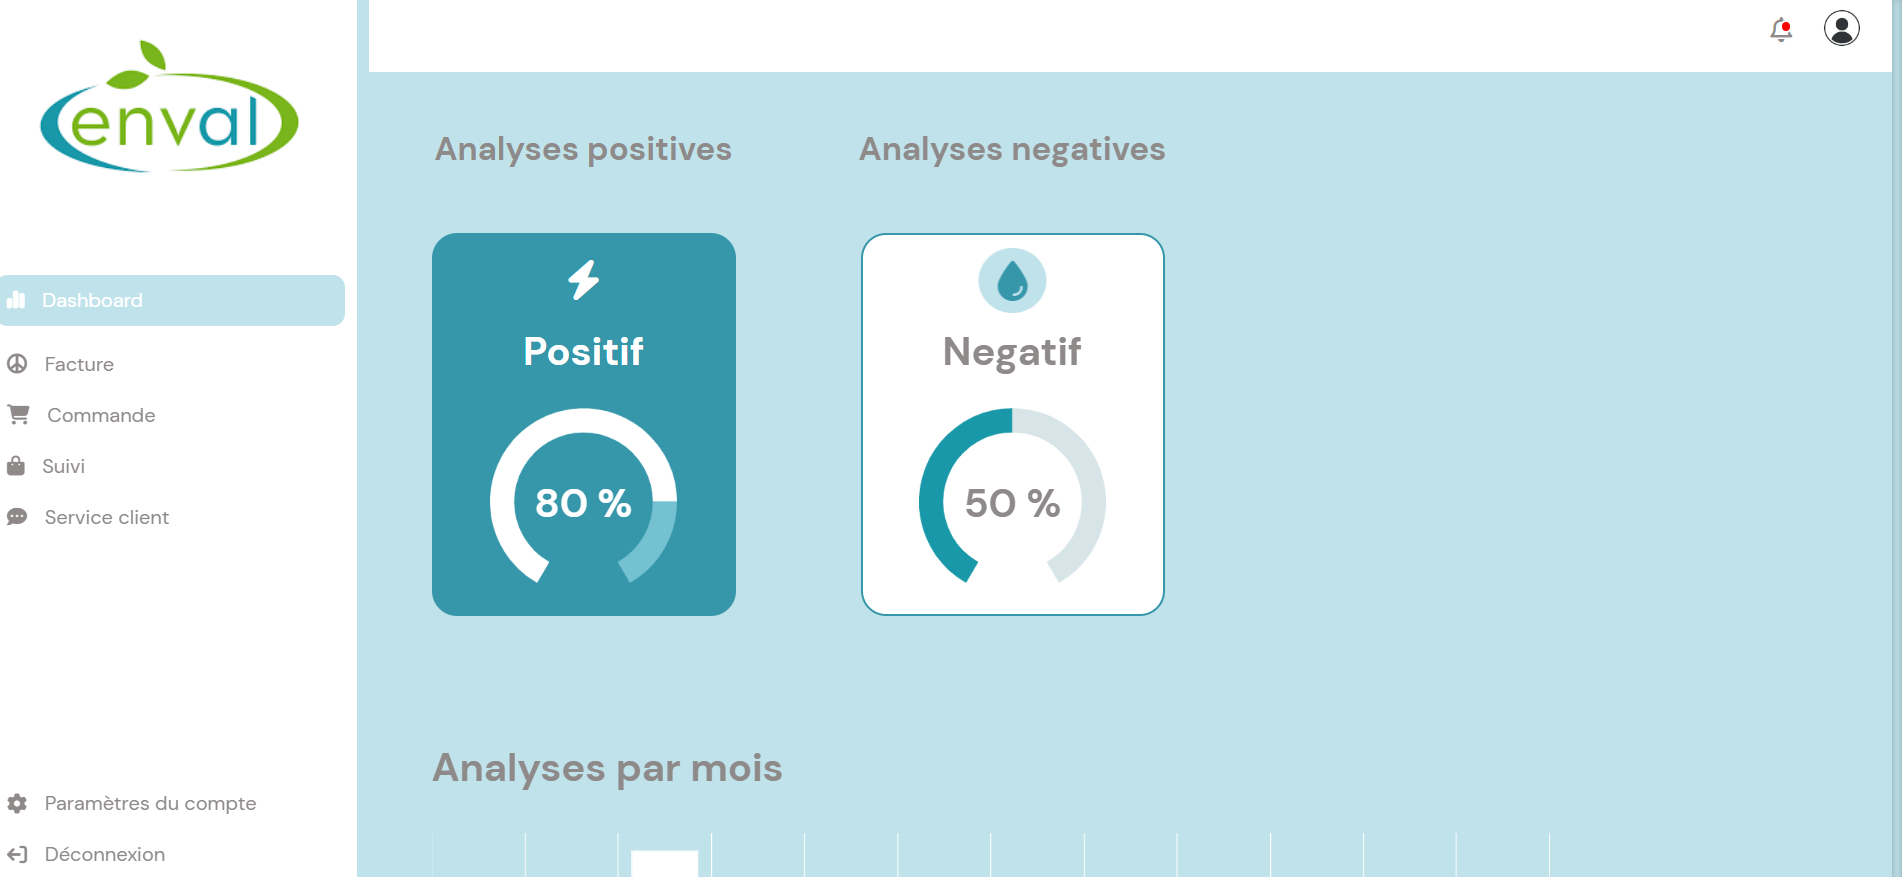 enval
Dashboard
Facture
Commande
Suivi
Service client
Paramètres du compte
Déconnexion
Analyses positives
Analyses negatives
Positif
80 %
Negatif
50 %
Analyses par mois